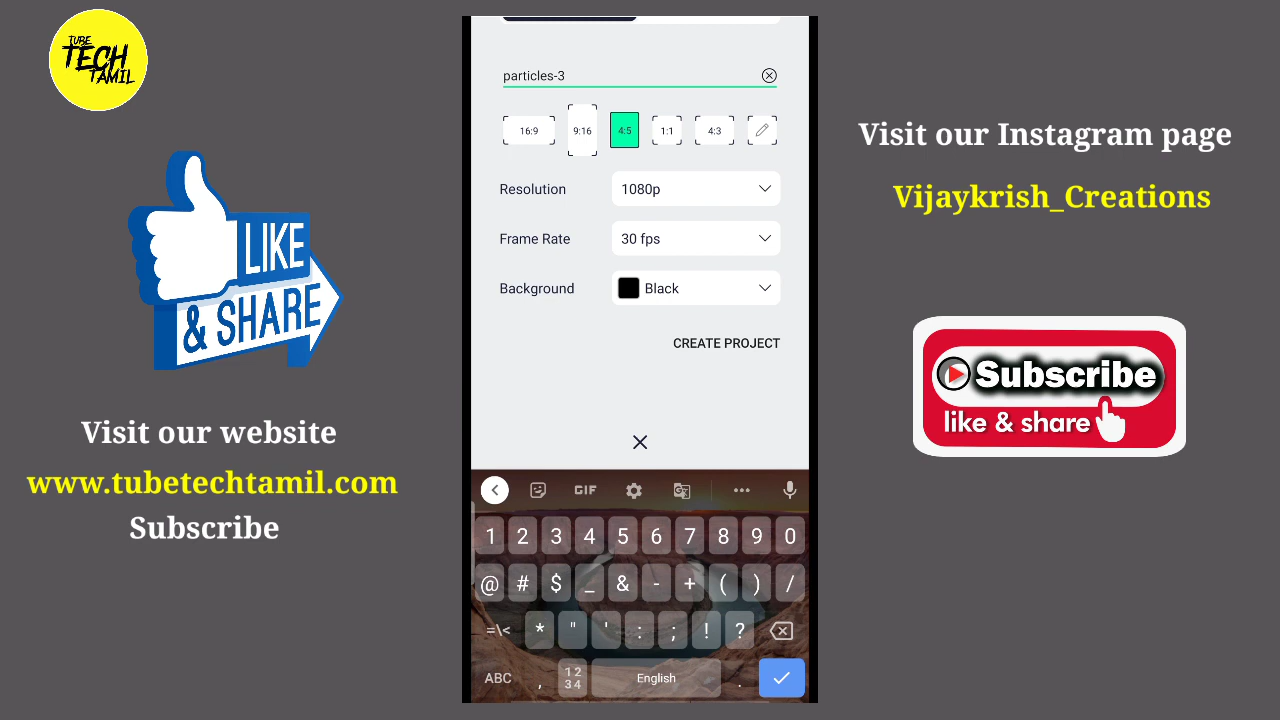 TUBE
TECH
TAMIL
LIKE
& SHARE
Visit our website
www.tubetechtamil.com
Subscribe
particles-3
16:9 9:16 4:5 1:1 4:3
Resolution 1080p
Frame Rate 30 fps
Background Black
CREATE PROJECT
GIF
1 2 3 4 5 6 7 8 9 0
@ # $ _ & - + ( ) /
=\< * " ' : ; ! ?
ABC , 12 34 English .
Visit our Instagram page
Vijaykrish_Creations
Subscribe
like & share